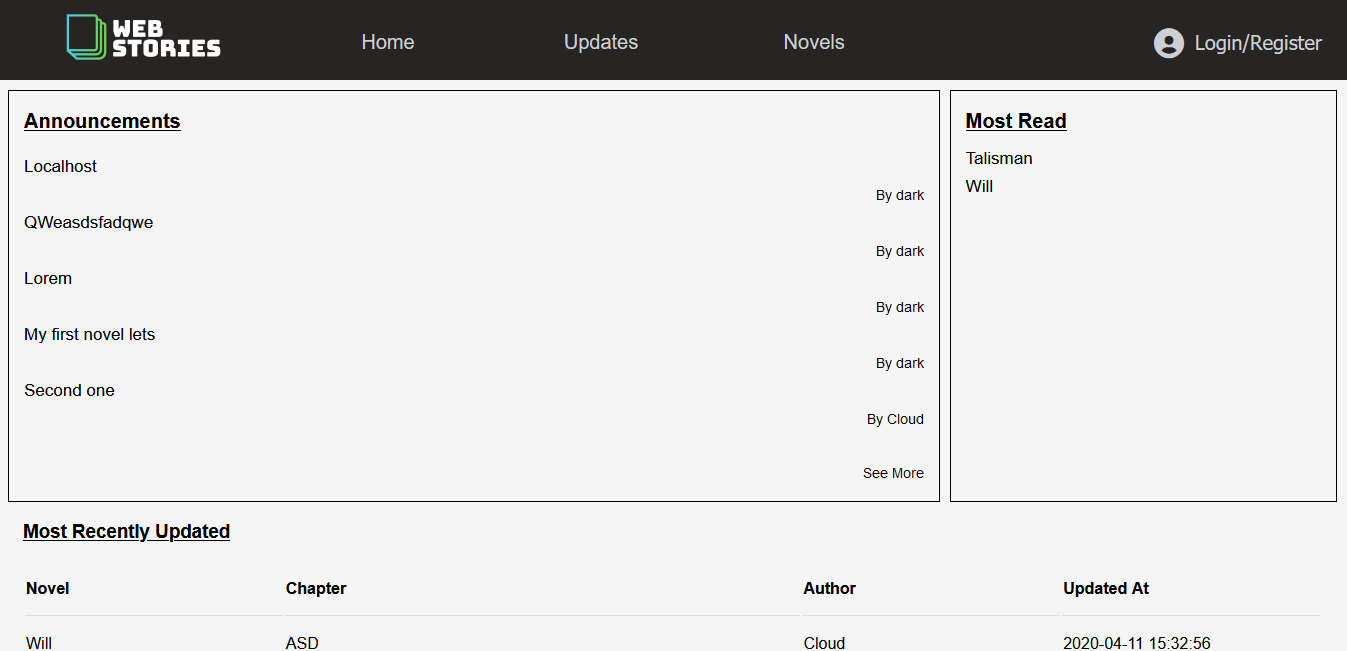 WEB
STORIES
Home Updates Novels Login/Register
Announcements
Localhost
By dark
QWeasdsfadqwe
By dark
Lorem
By dark
My first novel lets
By dark
Second one
By Cloud
See More
Most Read
Talisman
Will
Most Recently Updated
Novel Chapter Author Updated At
Will ASD Cloud 2020-04-11 15:32:56